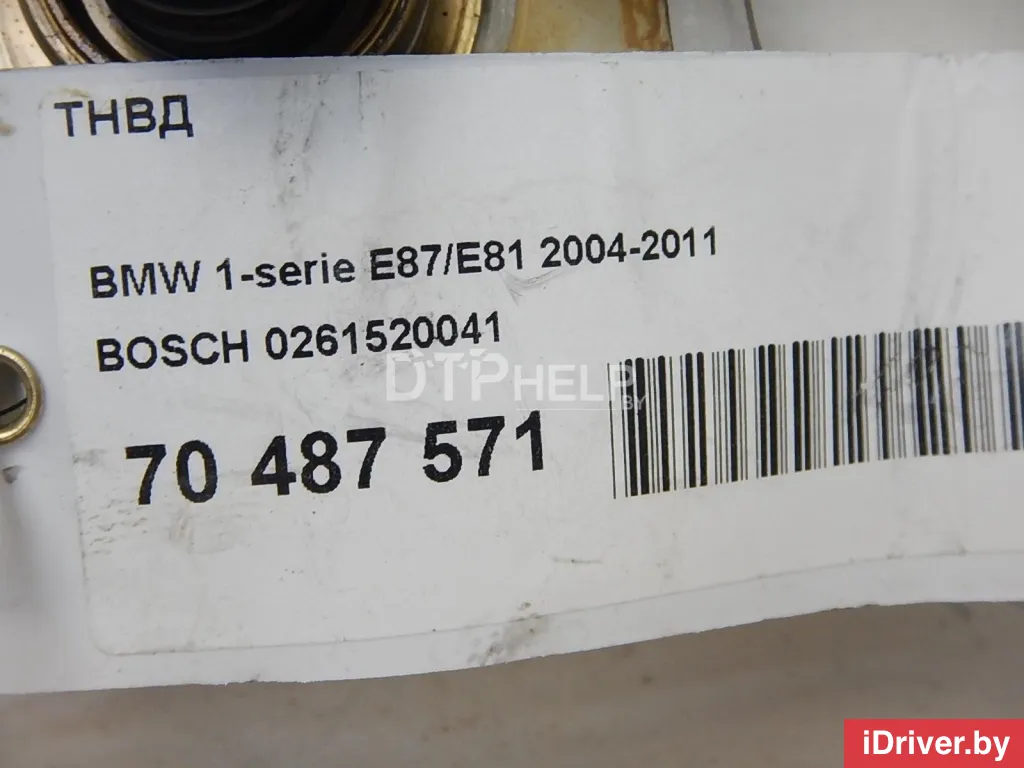 ТНВД
BMW 1-serie E87/E81 2004-2011
BOSCH 0261520041
DTPHELP
BY
70 487 571
iDriver.by